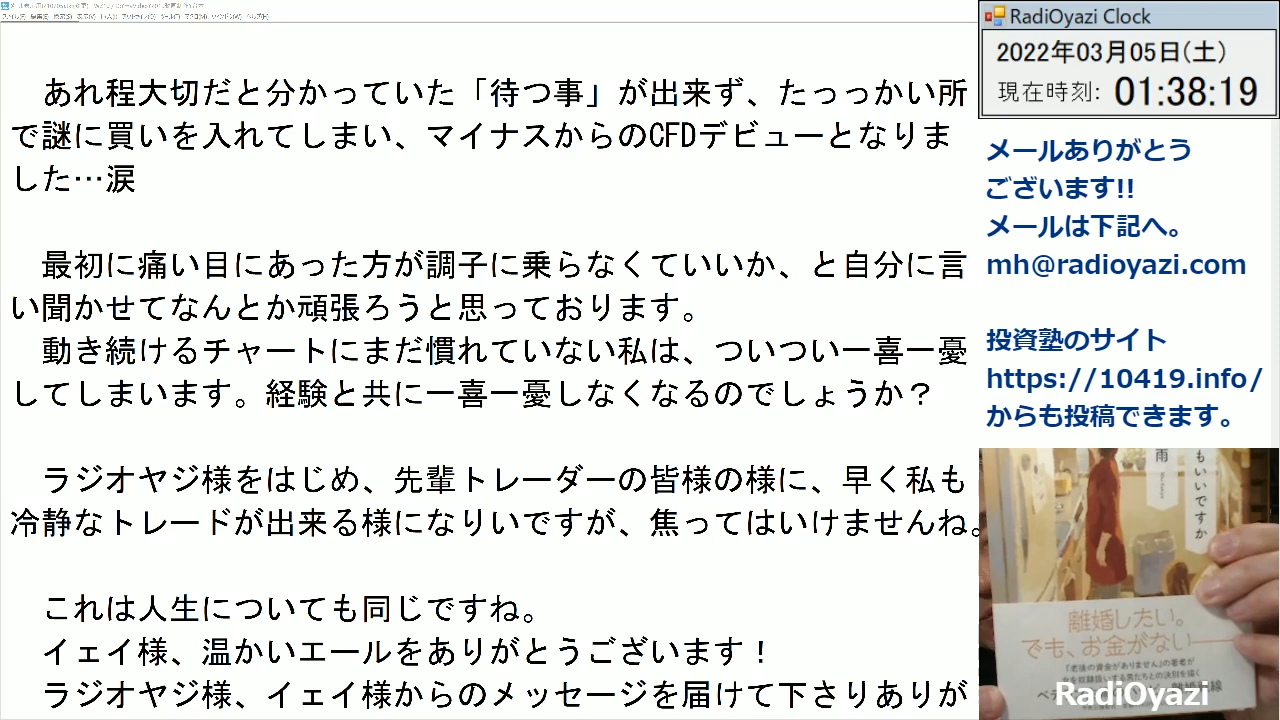 あれ程大切だと分かっていた「待つ事」が出来ず、たっっかい所
で謎に買いを入れてしまい、マイナスからのCFDデビューとなりま
した…涙
最初に痛い目にあった方が調子に乗らなくていいか、と自分に言
い聞かせてなんとか頑張ろうと思っております。
動き続けるチャートにまだ慣れていない私は、ついつい一喜一憂
してしまいます。経験と共に一喜一憂しなくなるのでしょうか？
ラジオヤジ様をはじめ、先輩トレーダーの皆様の様に、早く私も
冷静なトレードが出来る様になりいですが、焦ってはいけませんね。
これは人生についても同じですね。
イェイ様、温かいエールをありがとうございます！
ラジオヤジ様、イェイ様からのメッセージを届けて下さりありが
RadiOyazi Clock
2022年03月05日(土)
現在時刻: 01:38:19
メールありがとう
ございます!!
メールは下記へ。
mh@radioyazi.com
投資塾のサイト
https://10419.info/
からも投稿できます。
もいいですか
雨
離婚したい。
でも、お金がない――
「老後の資金がありません」の著者が
RadiOyazi
線